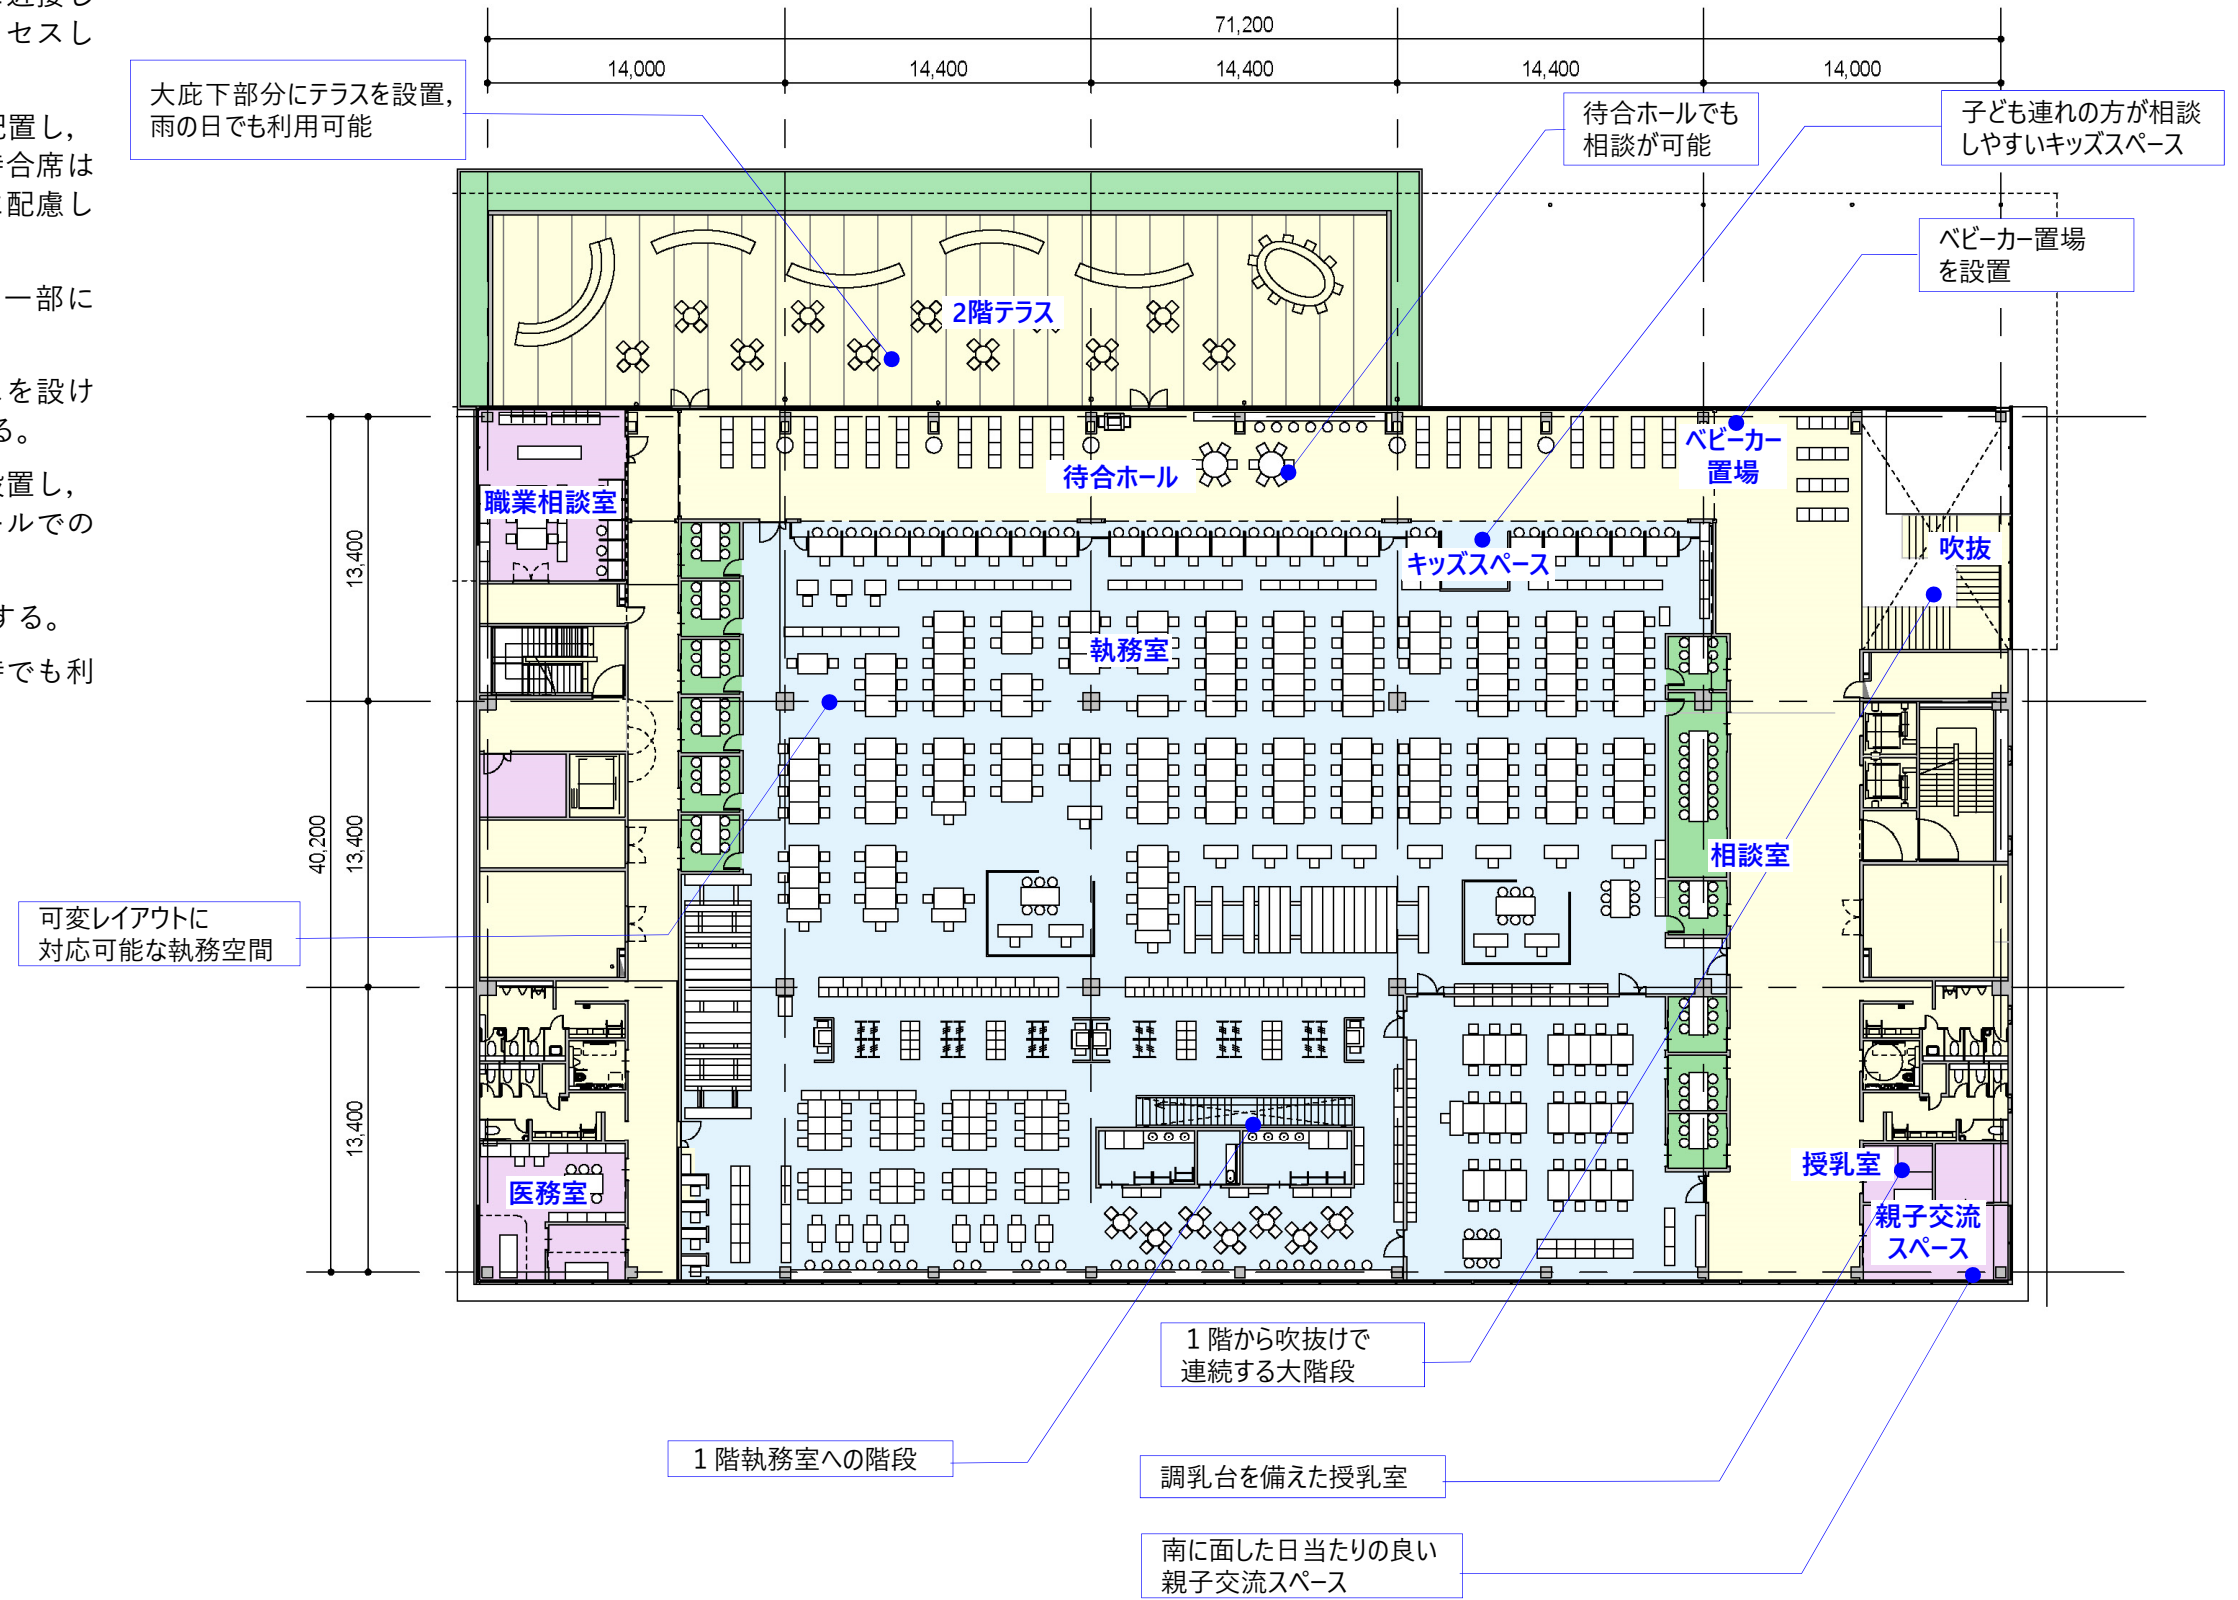 近接し
セスし
配置し，
待合席は
に配慮し
一部に
スを設け
る。
設置し，
ールでの
する。
時でも利
71,200
14,000
14,400
14,400
14,400
14,000
大庇下部分にテラスを設置，
雨の日でも利用可能
待合ホールでも
相談が可能
子ども連れの方が相談
しやすいキッズスペース
ベビーカー置場
を設置
2階テラス
職業相談室
待合ホール
ベビーカー
置場
キッズスペース
吹抜
執務室
相談室
13,400
13,400
13,400
40,200
可変レイアウトに
対応可能な執務空間
医務室
授乳室
親子交流
スペース
１階から吹抜けで
連続する大階段
１階執務室への階段
調乳台を備えた授乳室
南に面した日当たりの良い
親子交流スペース